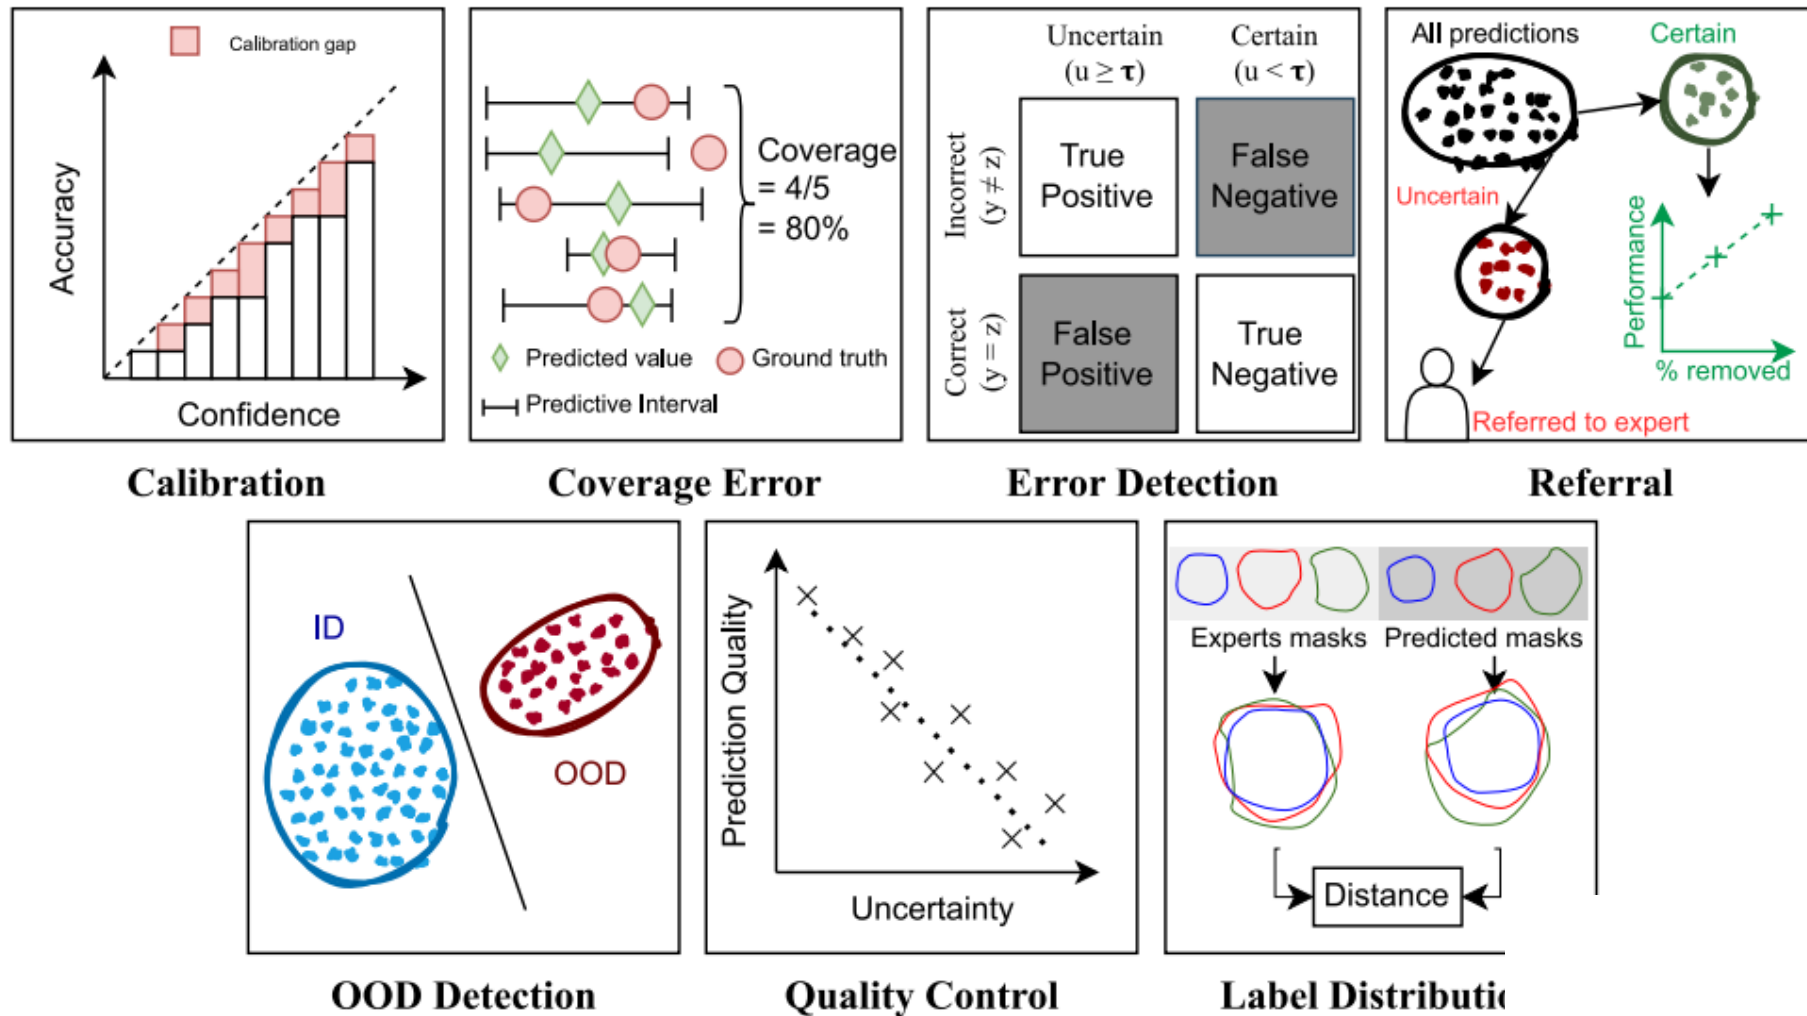 Calibration gap
Accuracy
Confidence
Calibration
Coverage
= 4/5
= 80%
Predicted value
Ground truth
Predictive Interval
Coverage Error
Uncertain
(u ≥ τ)
Certain
(u < τ)
Incorrect
(y ≠ z)
True
Positive
False
Negative
Correct
(y = z)
False
Positive
True
Negative
Error Detection
All predictions
Certain
Uncertain
Performance
% removed
Referred to expert
Referral
ID
OOD
OOD Detection
Prediction Quality
Uncertainty
Quality Control
Experts masks
Predicted masks
Distance
Label Distributi